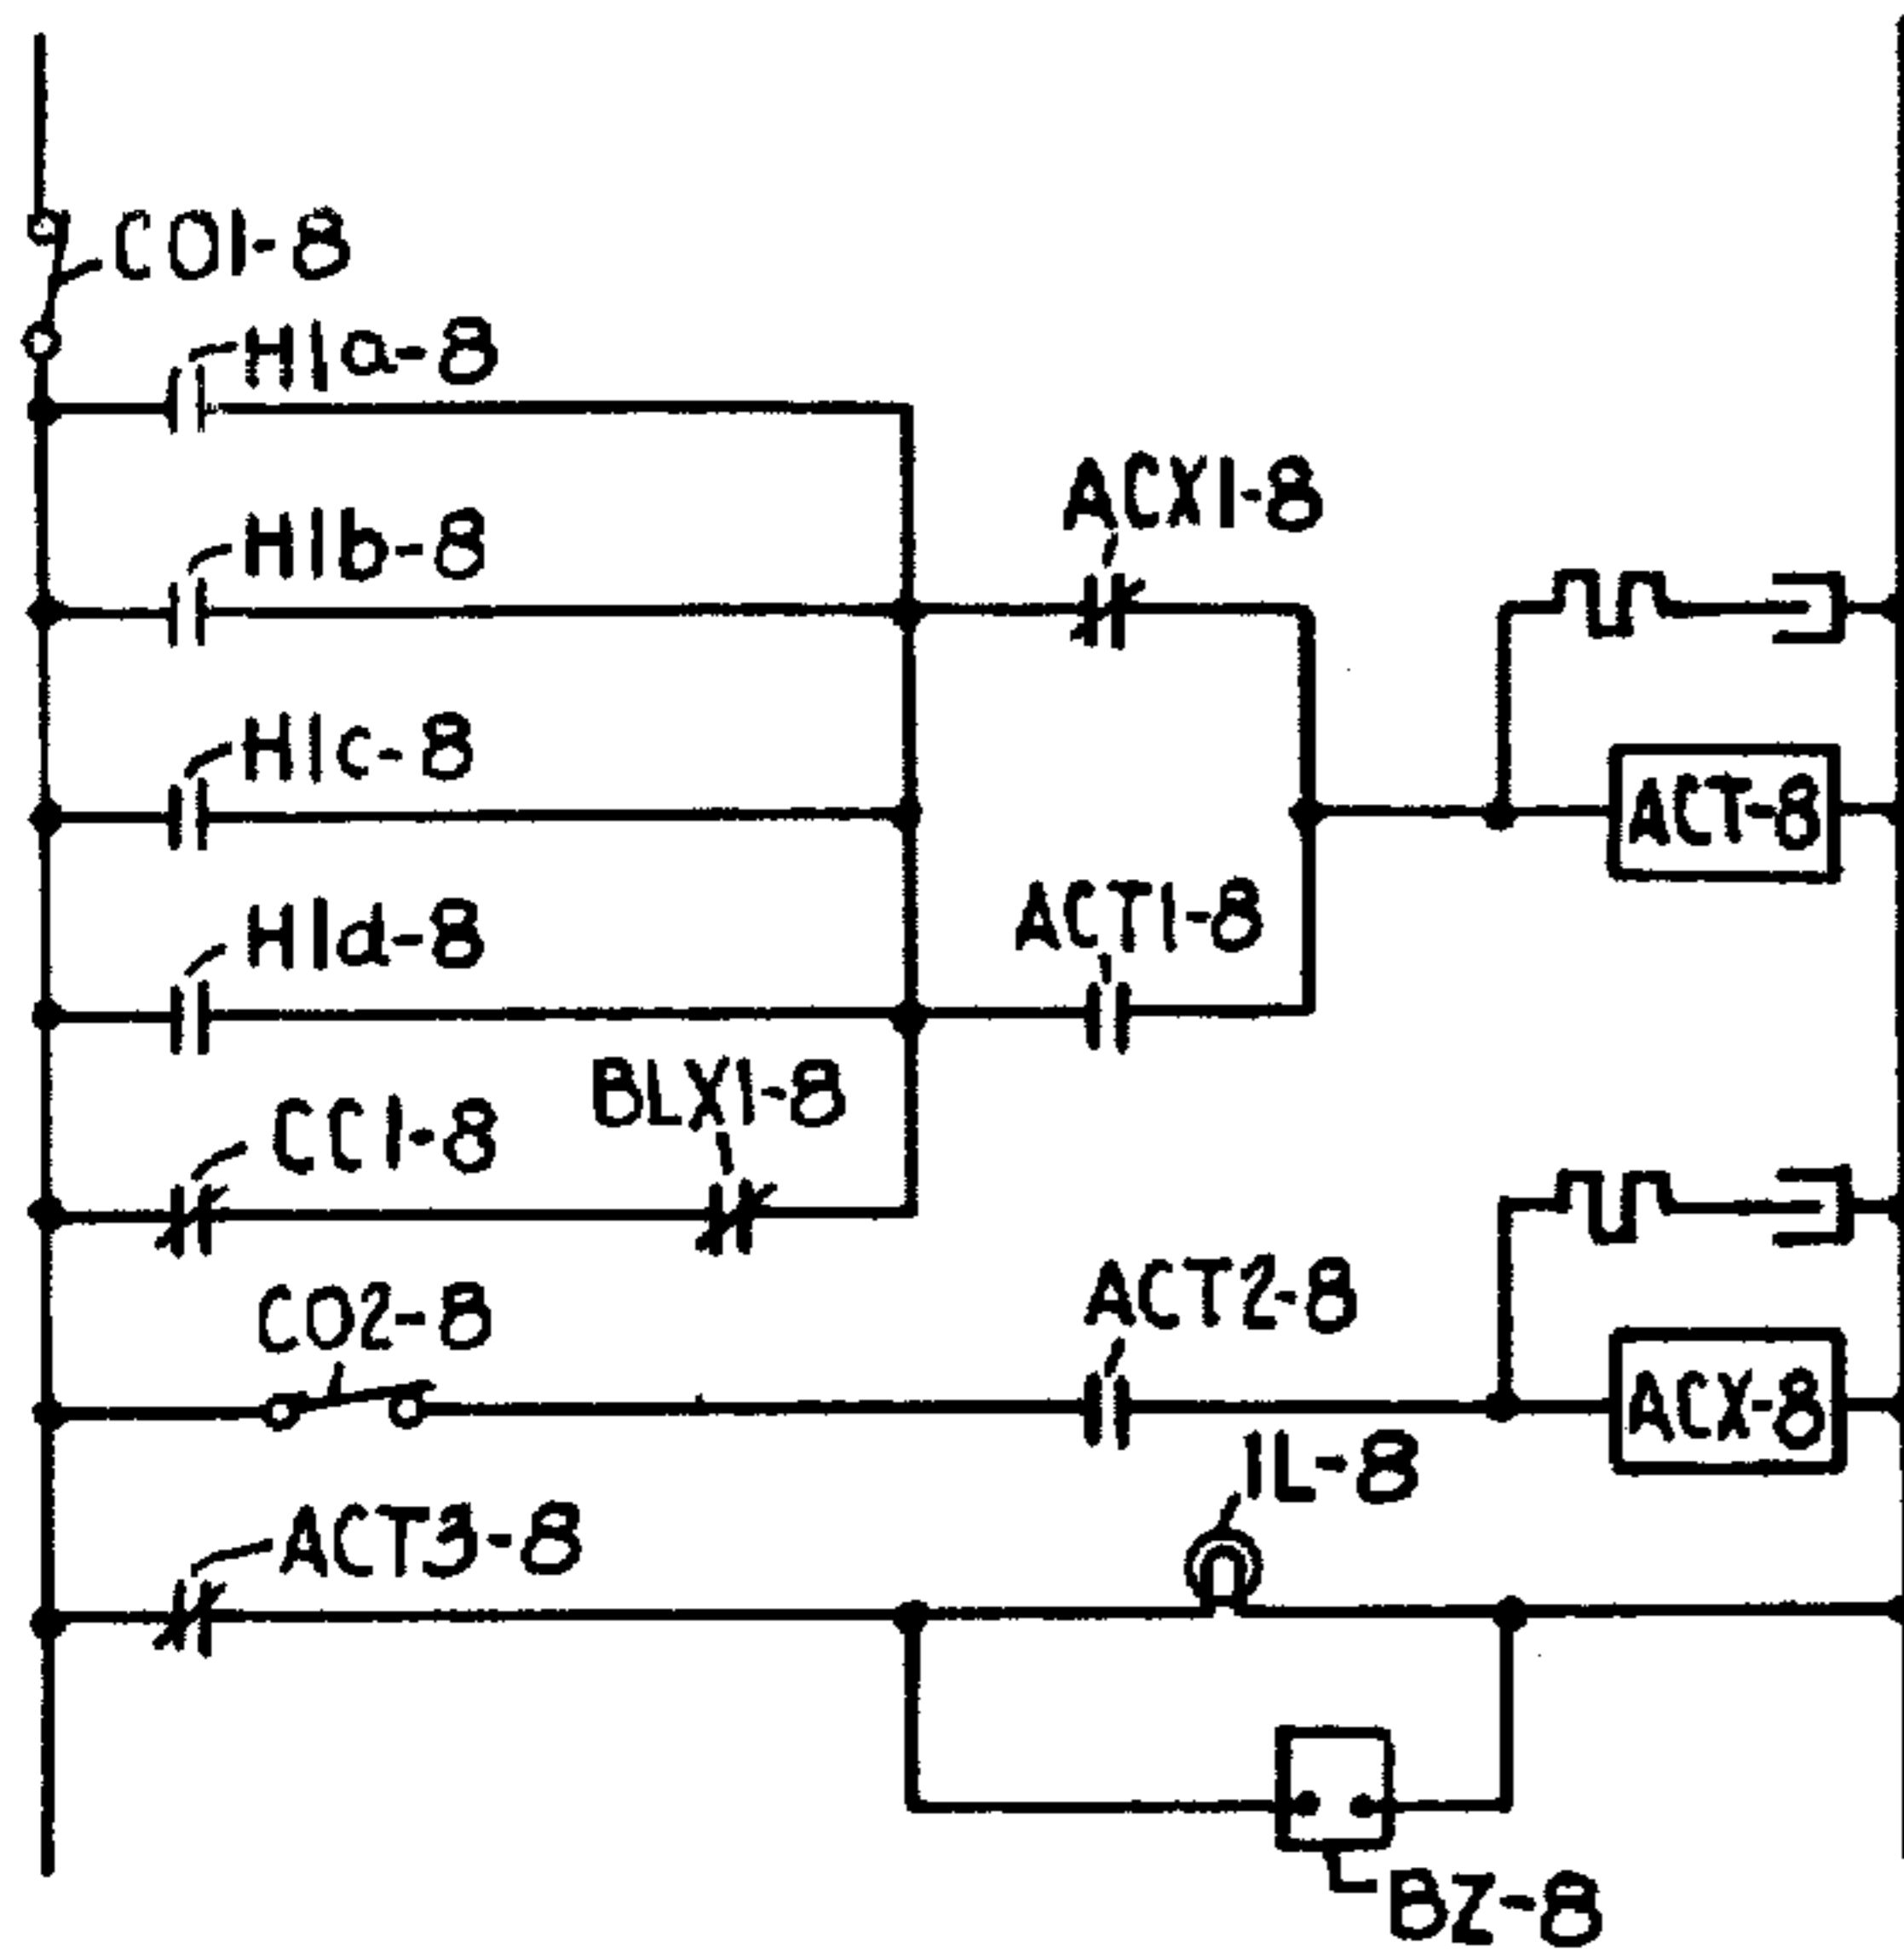 CO1-8
H1a-8
ACX1-8
H1b-8
H1c-8
ACT-8
ACT1-8
H1d-8
BLX1-8
CC1-8
ACT2-8
CO2-8
ACX-8
IL-8
ACT3-8
BZ-8